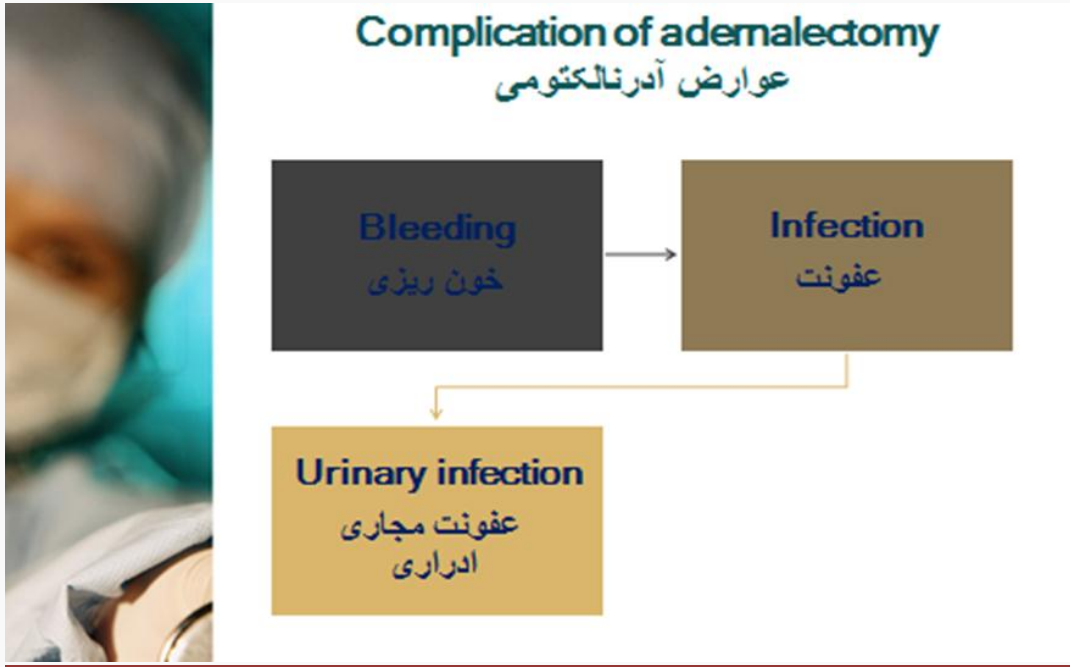 Complication of adernalectomy
عوارض آدرنالکتومی
Bleeding
خون ریزی
Infection
عفونت
Urinary infection
عفونت مجاری
ادراری